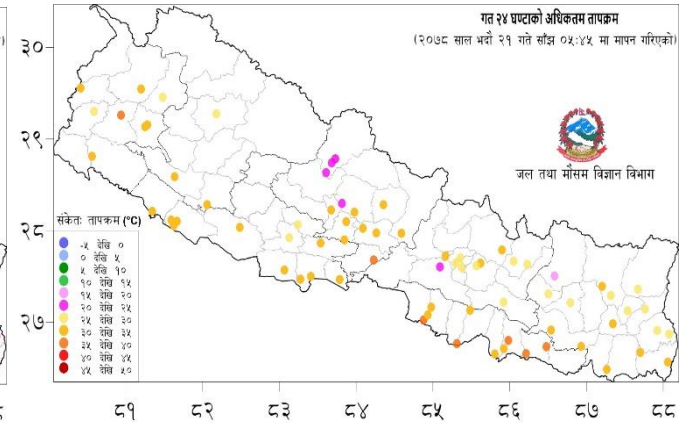 गत २४ घण्टाको अधिकतम तापक्रम
(२०७८ साल भदौ २१ गते साँझ ०५:४५ मा मापन गरिएको)
जल तथा मौसम विज्ञान विभाग
३०
२९
२८
२७
संकेतः तापक्रम (°C)
-५ देखि ०
० देखि ५
५ देखि १०
१० देखि १५
१५ देखि २०
२० देखि २५
२५ देखि ३०
३० देखि ३५
३५ देखि ४०
४० देखि ४५
४५ देखि ५०
८१ ८२ ८३ ८४ ८५ ८६ ८७ ८८